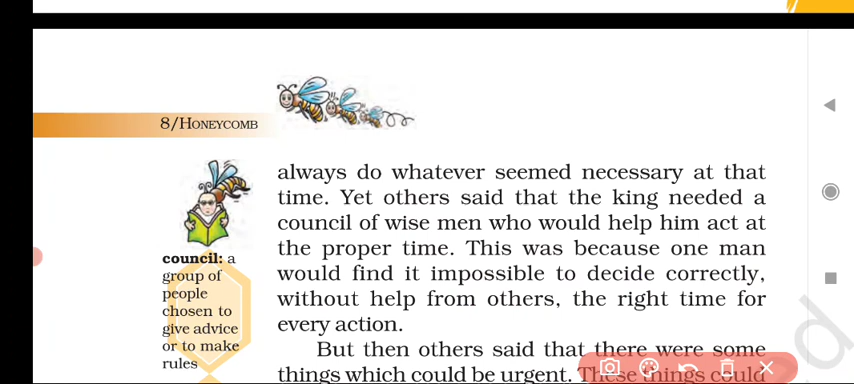 8/HONEYCOMB
always do whatever seemed necessary at that
time. Yet others said that the king needed a
council of wise men who would help him act at
the proper time. This was because one man
would find it impossible to decide correctly,
without help from others, the right time for
every action.
But then others said that there were some
things which could be urgent. These things could
council: a
group of
people
chosen to
give advice
or to make
rules
d